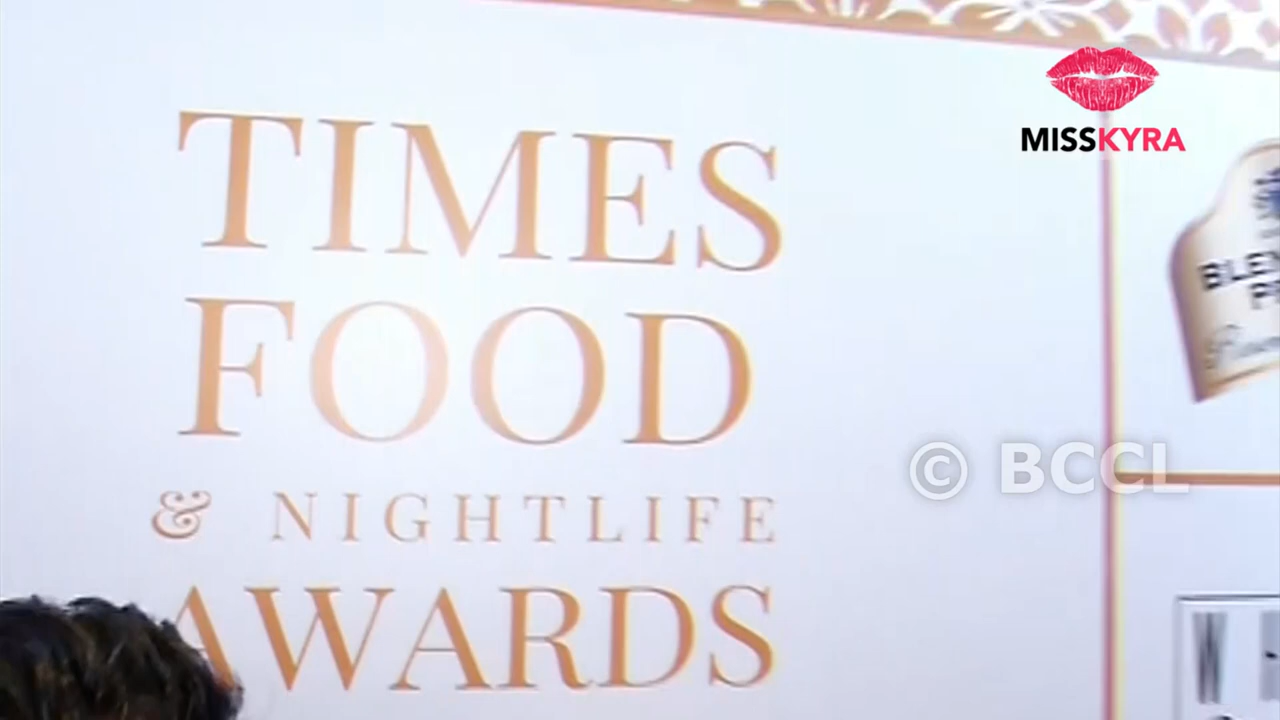 TIMES
FOOD
& NIGHTLIFE
AWARDS
MISSKYRA
© BCCL